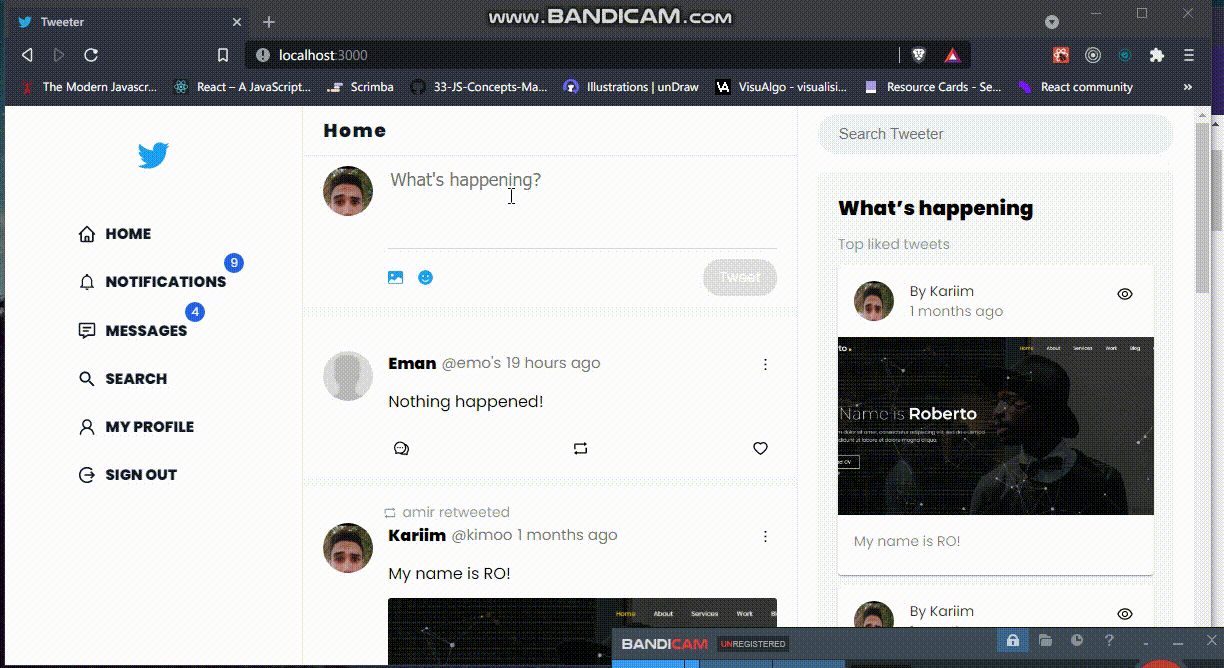 Tweeter
www.BANDICAM.com
localhost:3000
The Modern Javascr...
React – A JavaScript...
Scrimba
33-JS-Concepts-Ma...
Illustrations | unDraw
VisuAlgo - visualisi...
Resource Cards - Se...
React community
»
HOME
NOTIFICATIONS
9
MESSAGES
4
SEARCH
MY PROFILE
SIGN OUT
Home
What's happening?
Tweet
Eman @emo's 19 hours ago
Nothing happened!
amir retweeted
Kariim @kimoo 1 months ago
My name is RO!
Home About Services Work
Search Tweeter
What's happening
Top liked tweets
By Kariim
1 months ago
to.
Home About Services Work Blog
Name is Roberto
My name is RO!
By Kariim
BANDICAM UNREGISTERED